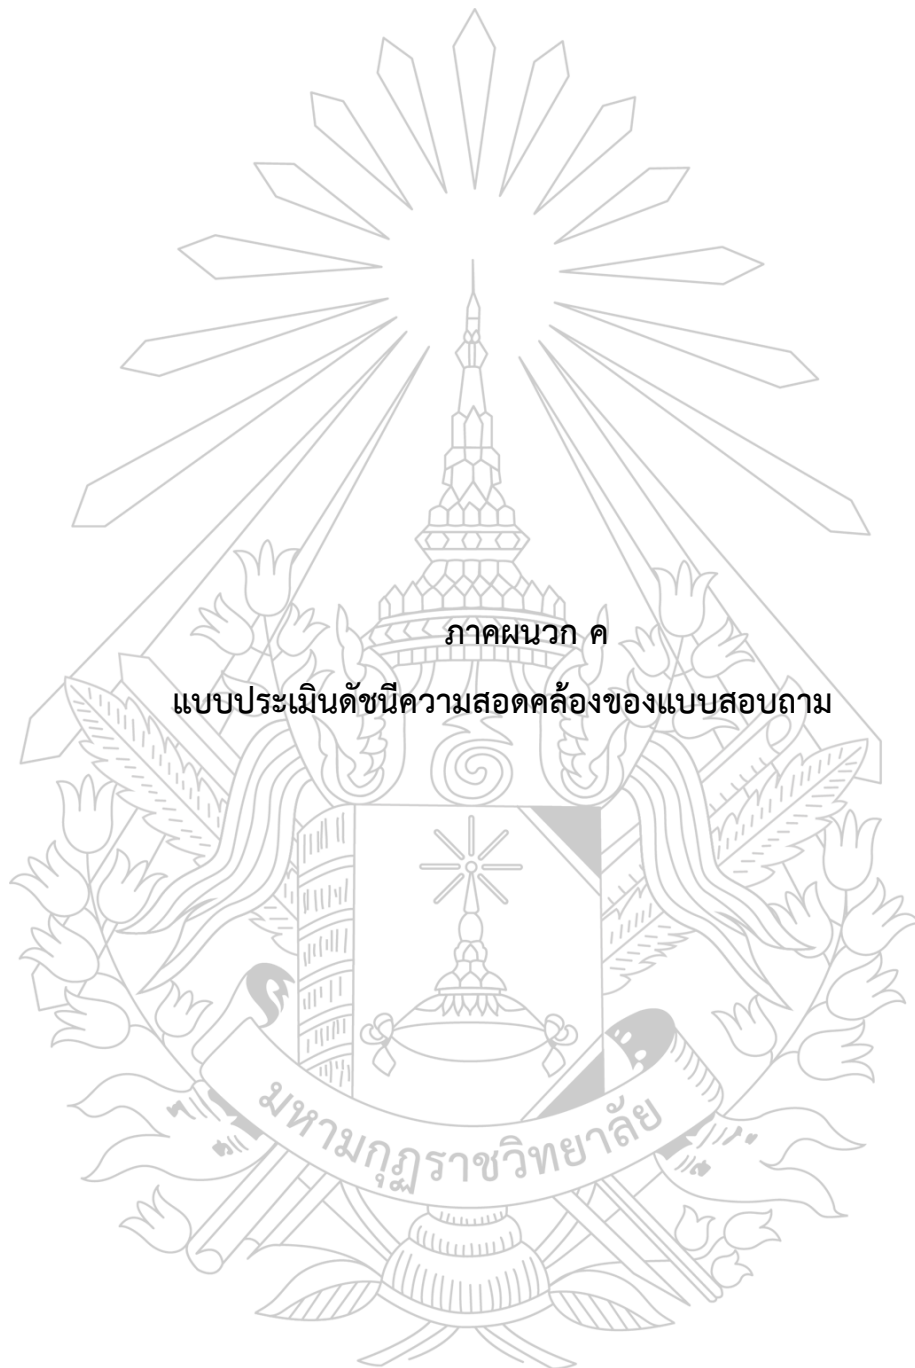 ภาคผนวก ค
แบบประเมินดัชนีความสอดคล้องของแบบสอบถาม
มหามกุฏราชวิทยาลัย